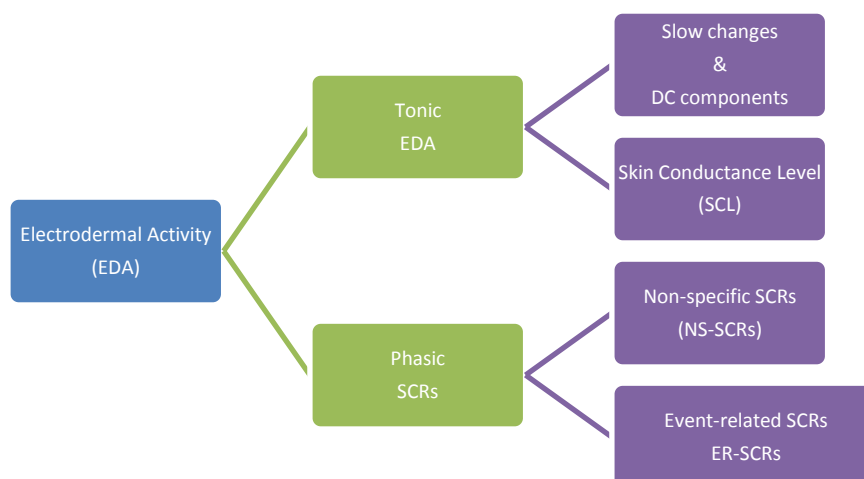 Electrodermal Activity
(EDA)
Tonic
EDA
Slow changes
&
DC components
Skin Conductance Level
(SCL)
Phasic
SCRs
Non-specific SCRs
(NS-SCRs)
Event-related SCRs
ER-SCRs